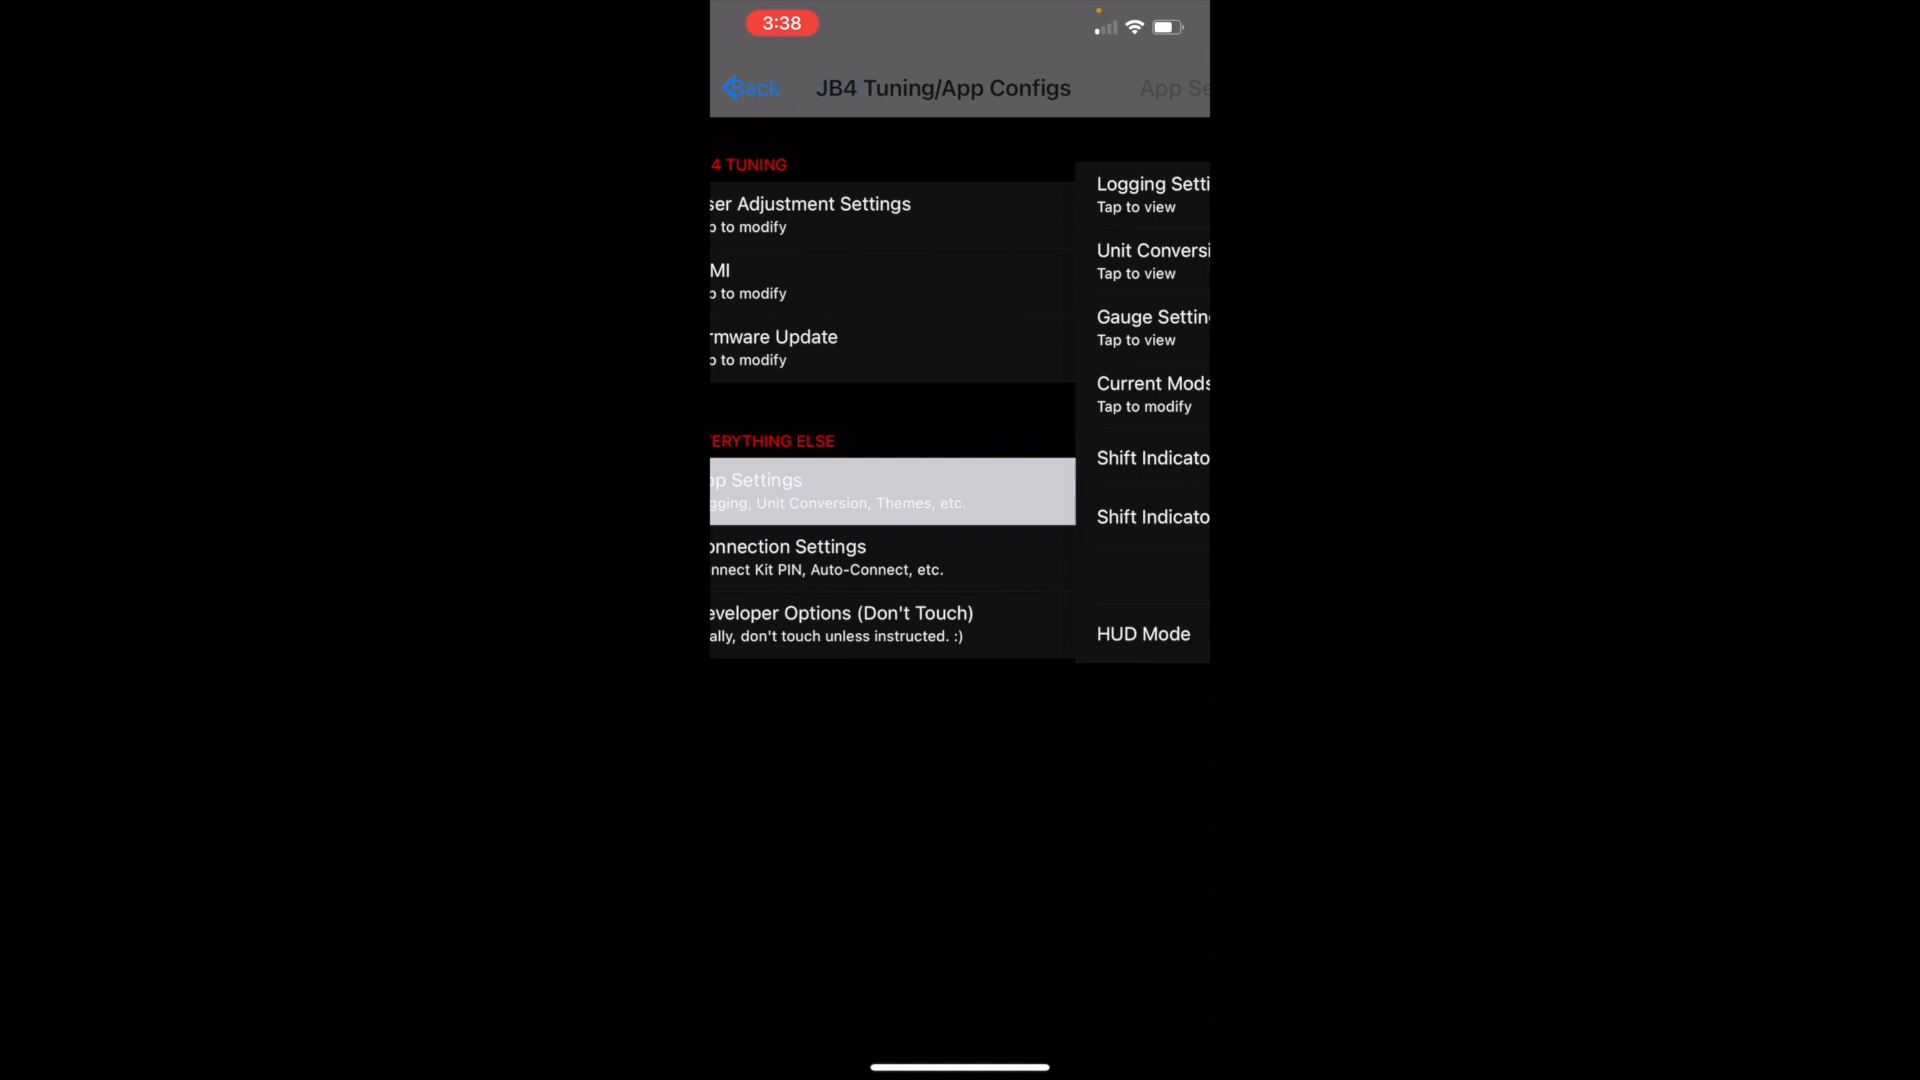 3:38
Back
JB4 Tuning/App Configs
App Se
4 TUNING
ser Adjustment Settings
p to modify
MI
p to modify
rmware Update
p to modify
ERYTHING ELSE
pp Settings
gging, Unit Conversion, Themes, etc.
onnection Settings
nnect Kit PIN, Auto-Connect, etc.
eveloper Options (Don't Touch)
ally, don't touch unless instructed. :)
Logging Setti
Tap to view
Unit Conversi
Tap to view
Gauge Settin
Tap to view
Current Mods
Tap to modify
Shift Indicato
Shift Indicato
HUD Mode